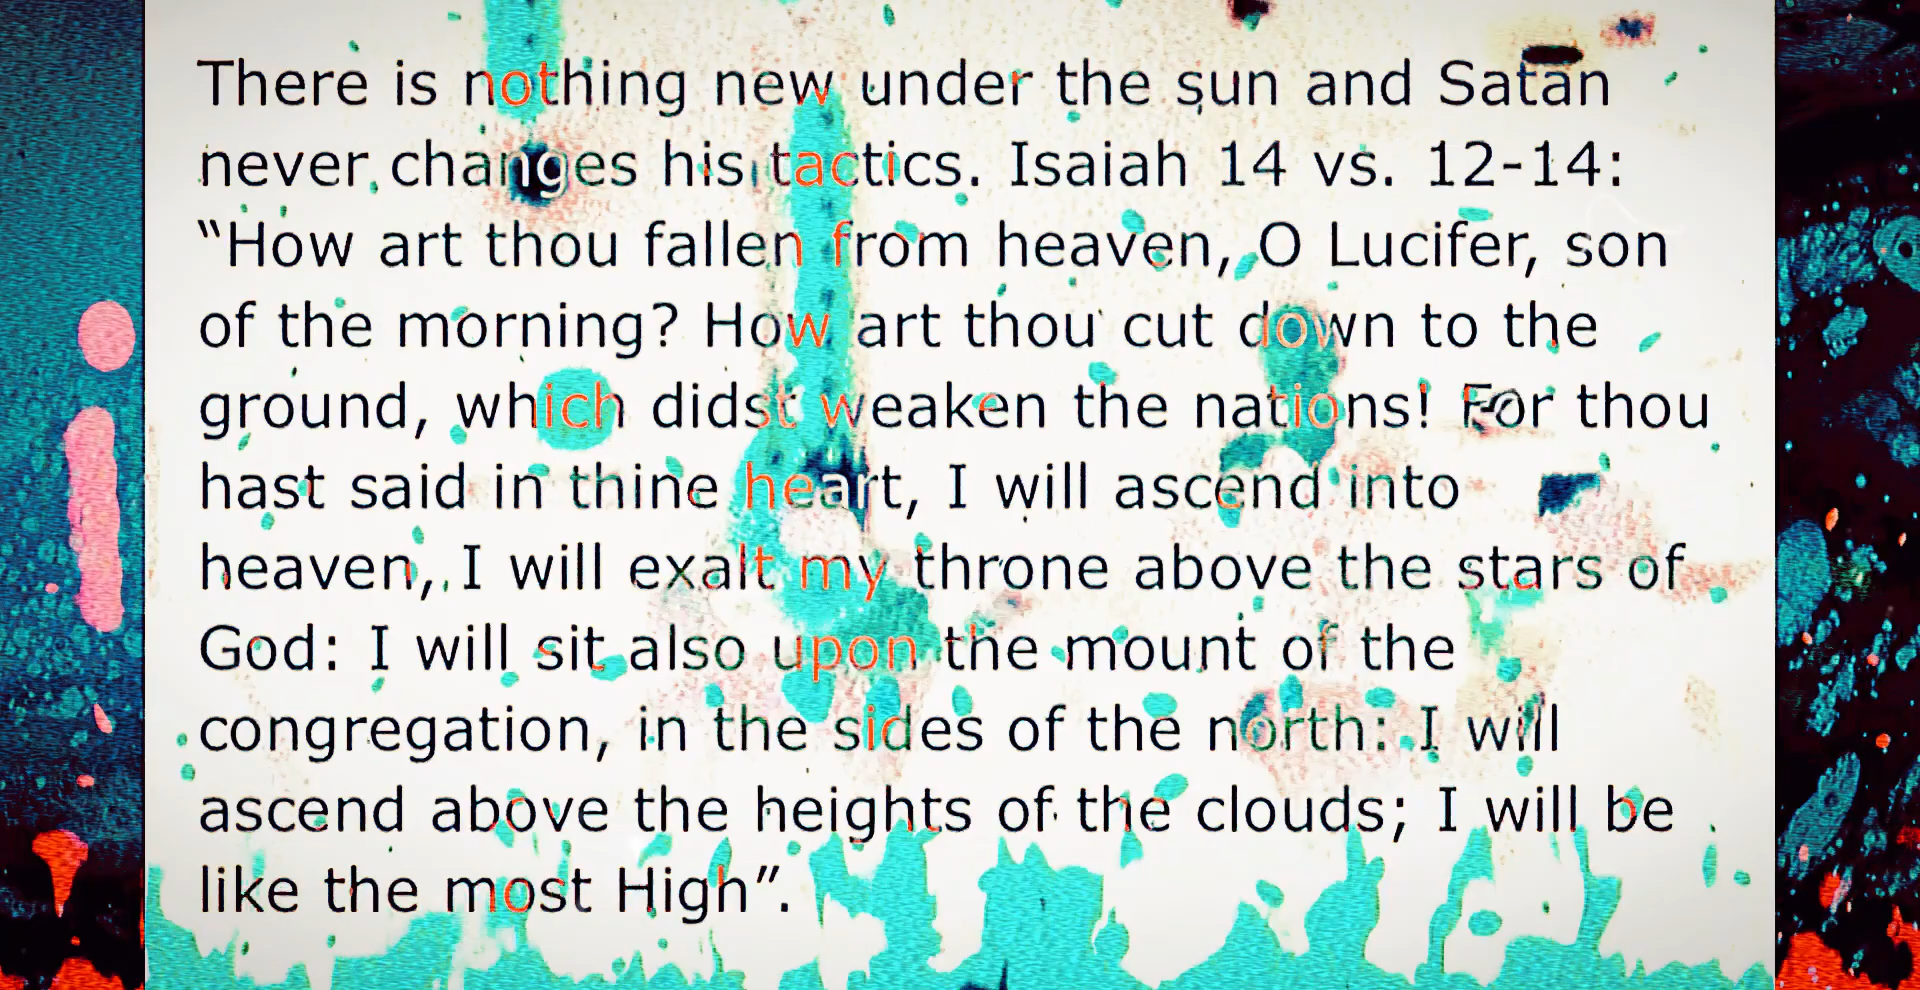 There is nothing new under the sun and Satan
never changes his tactics. Isaiah 14 vs. 12-14:
“How art thou fallen from heaven, O Lucifer, son
of the morning? How art thou cut down to the
ground, which didst weaken the nations! For thou
hast said in thine heart, I will ascend into
heaven, I will exalt my throne above the stars of
God: I will sit also upon the mount of the
congregation, in the sides of the north: I will
ascend above the heights of the clouds; I will be
like the most High”.